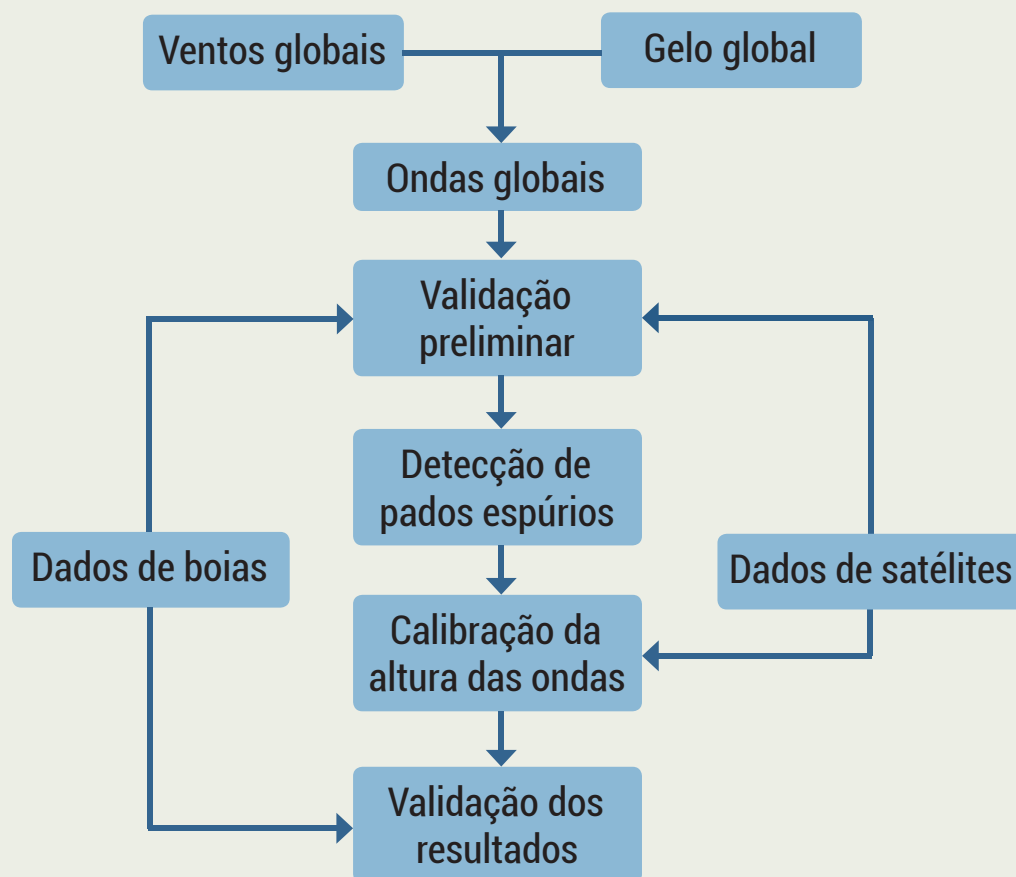 Ventos globais
Gelo global
Ondas globais
Validação
preliminar
Detecção de
pados espúrios
Dados de boias
Dados de satélites
Calibração da
altura das ondas
Validação dos
resultados